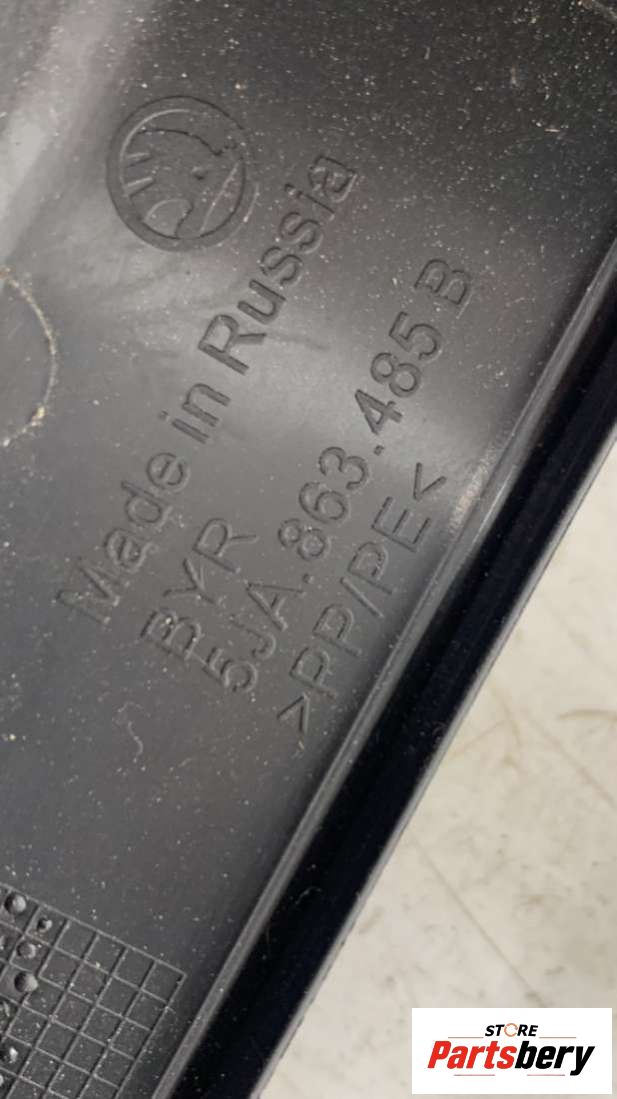 Made in Russia
BYR
5JA.863.485 B
>PP/PE<
STORE
Partsbery